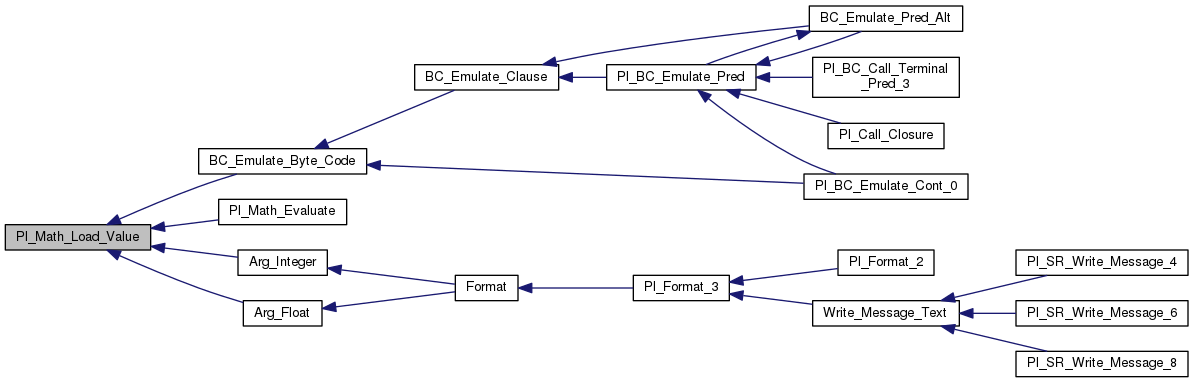 BC_Emulate_Pred_Alt
BC_Emulate_Clause
Pl_BC_Emulate_Pred
Pl_BC_Call_Terminal
_Pred_3
Pl_Call_Closure
BC_Emulate_Byte_Code
Pl_BC_Emulate_Cont_0
Pl_Math_Evaluate
Pl_Math_Load_Value
Arg_Integer
Format
Pl_Format_3
Pl_Format_2
Pl_SR_Write_Message_4
Arg_Float
Write_Message_Text
Pl_SR_Write_Message_6
Pl_SR_Write_Message_8